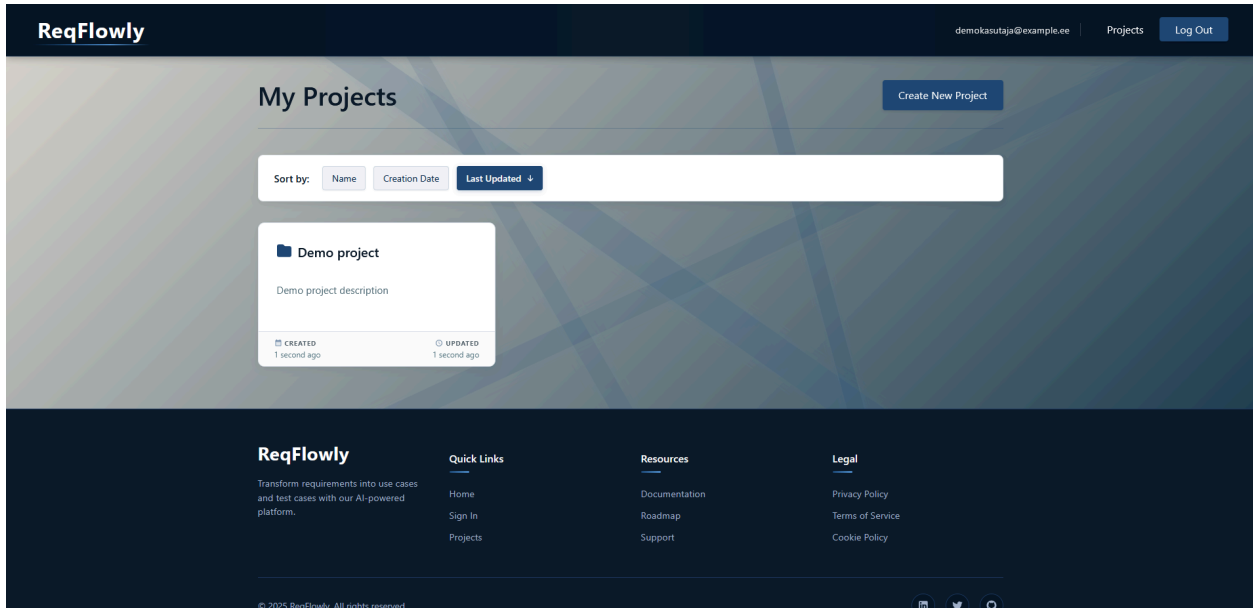 ReqFlowly
demokasutaja@example.ee
Projects
Log Out
My Projects
Create New Project
Sort by:
Name
Creation Date
Last Updated ↓
Demo project
Demo project description
CREATED
1 second ago
UPDATED
1 second ago
ReqFlowly
Transform requirements into use cases
and test cases with our AI-powered
platform.
Quick Links
Home
Sign In
Projects
Resources
Documentation
Roadmap
Support
Legal
Privacy Policy
Terms of Service
Cookie Policy
© 2025 ReqFlowly. All rights reserved.